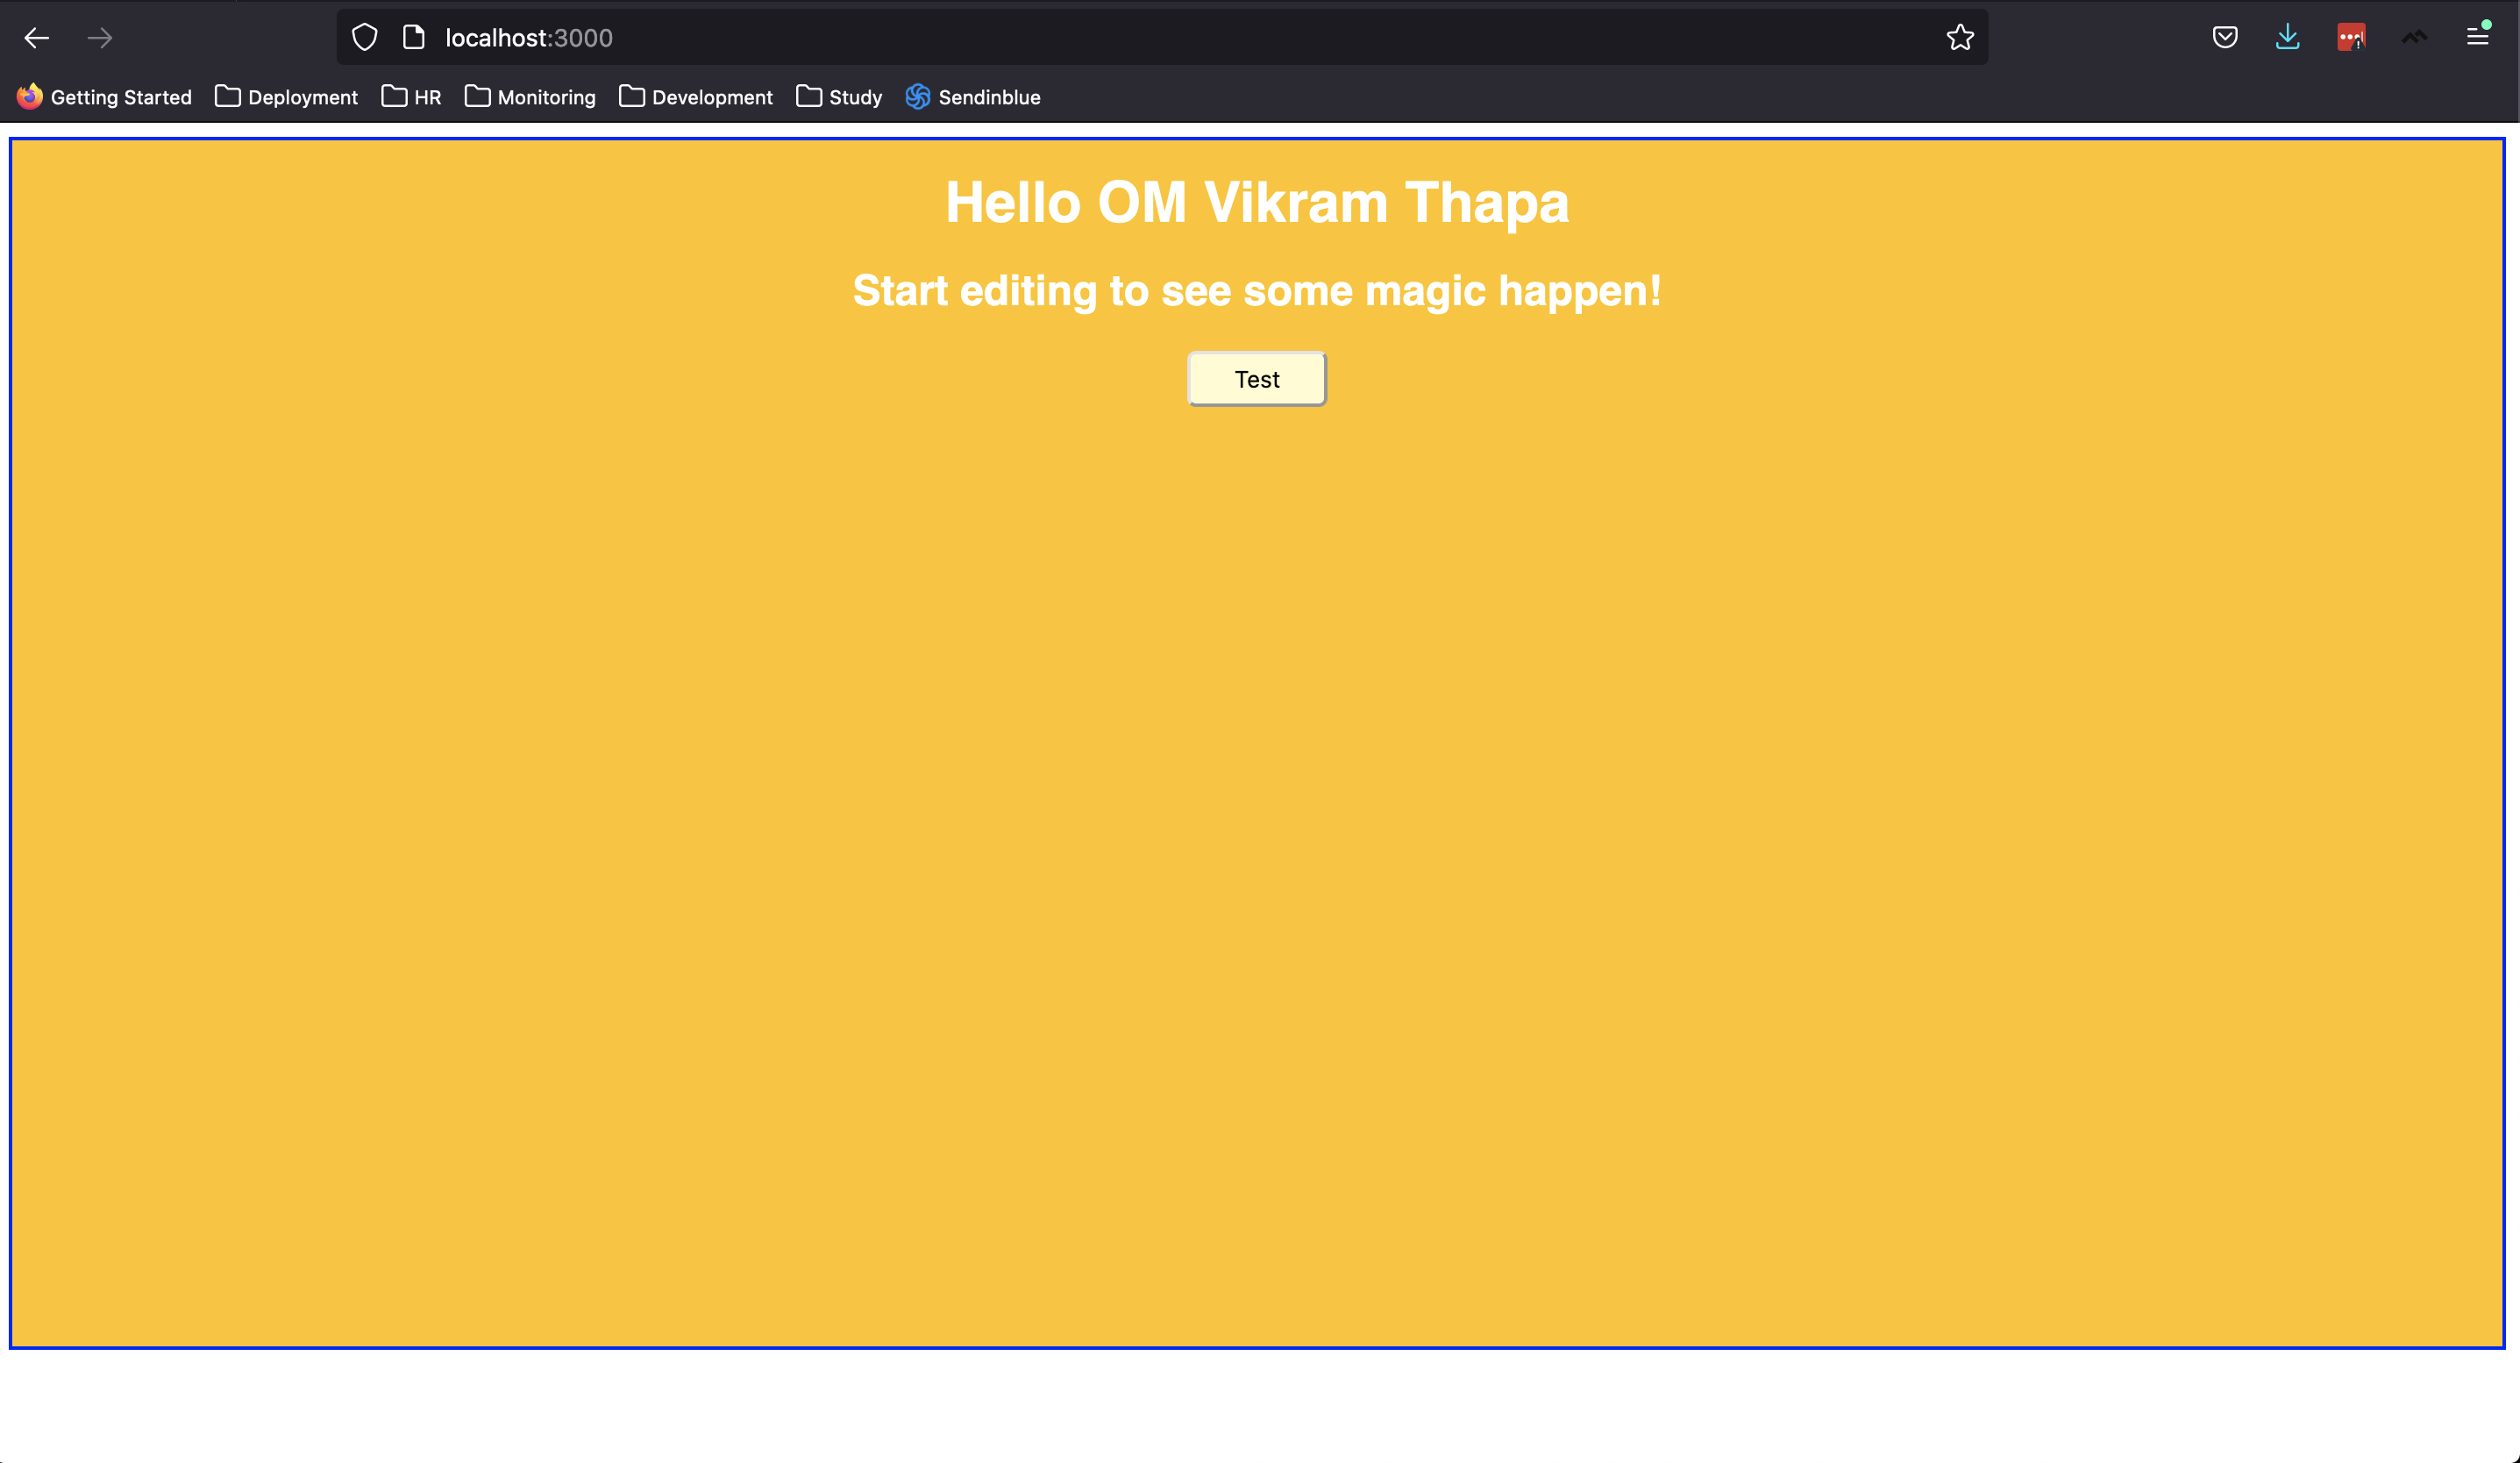 localhost:3000
Getting Started Deployment HR Monitoring Development Study Sendinblue
Hello OM Vikram Thapa
Start editing to see some magic happen!
Test